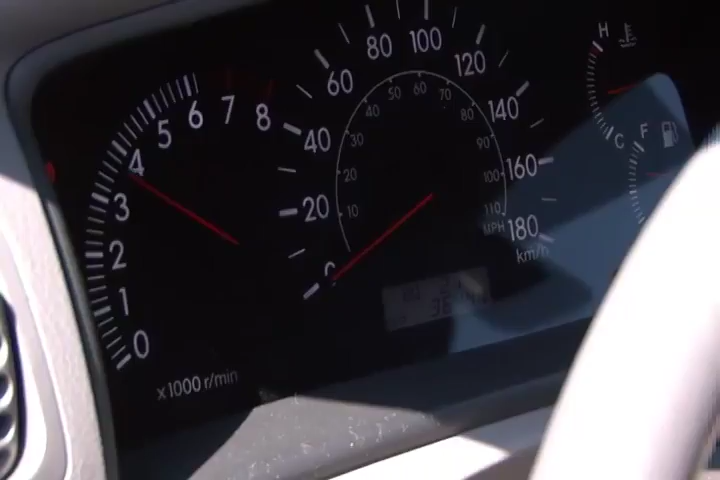 0 1 2 3 4 5 6 7 8
x1000 r/min
0 20 40 60 80 100 120 140 160 180
km/h
10 20 30 40 50 60 70 80 90 100 110
MPH
H
C
F